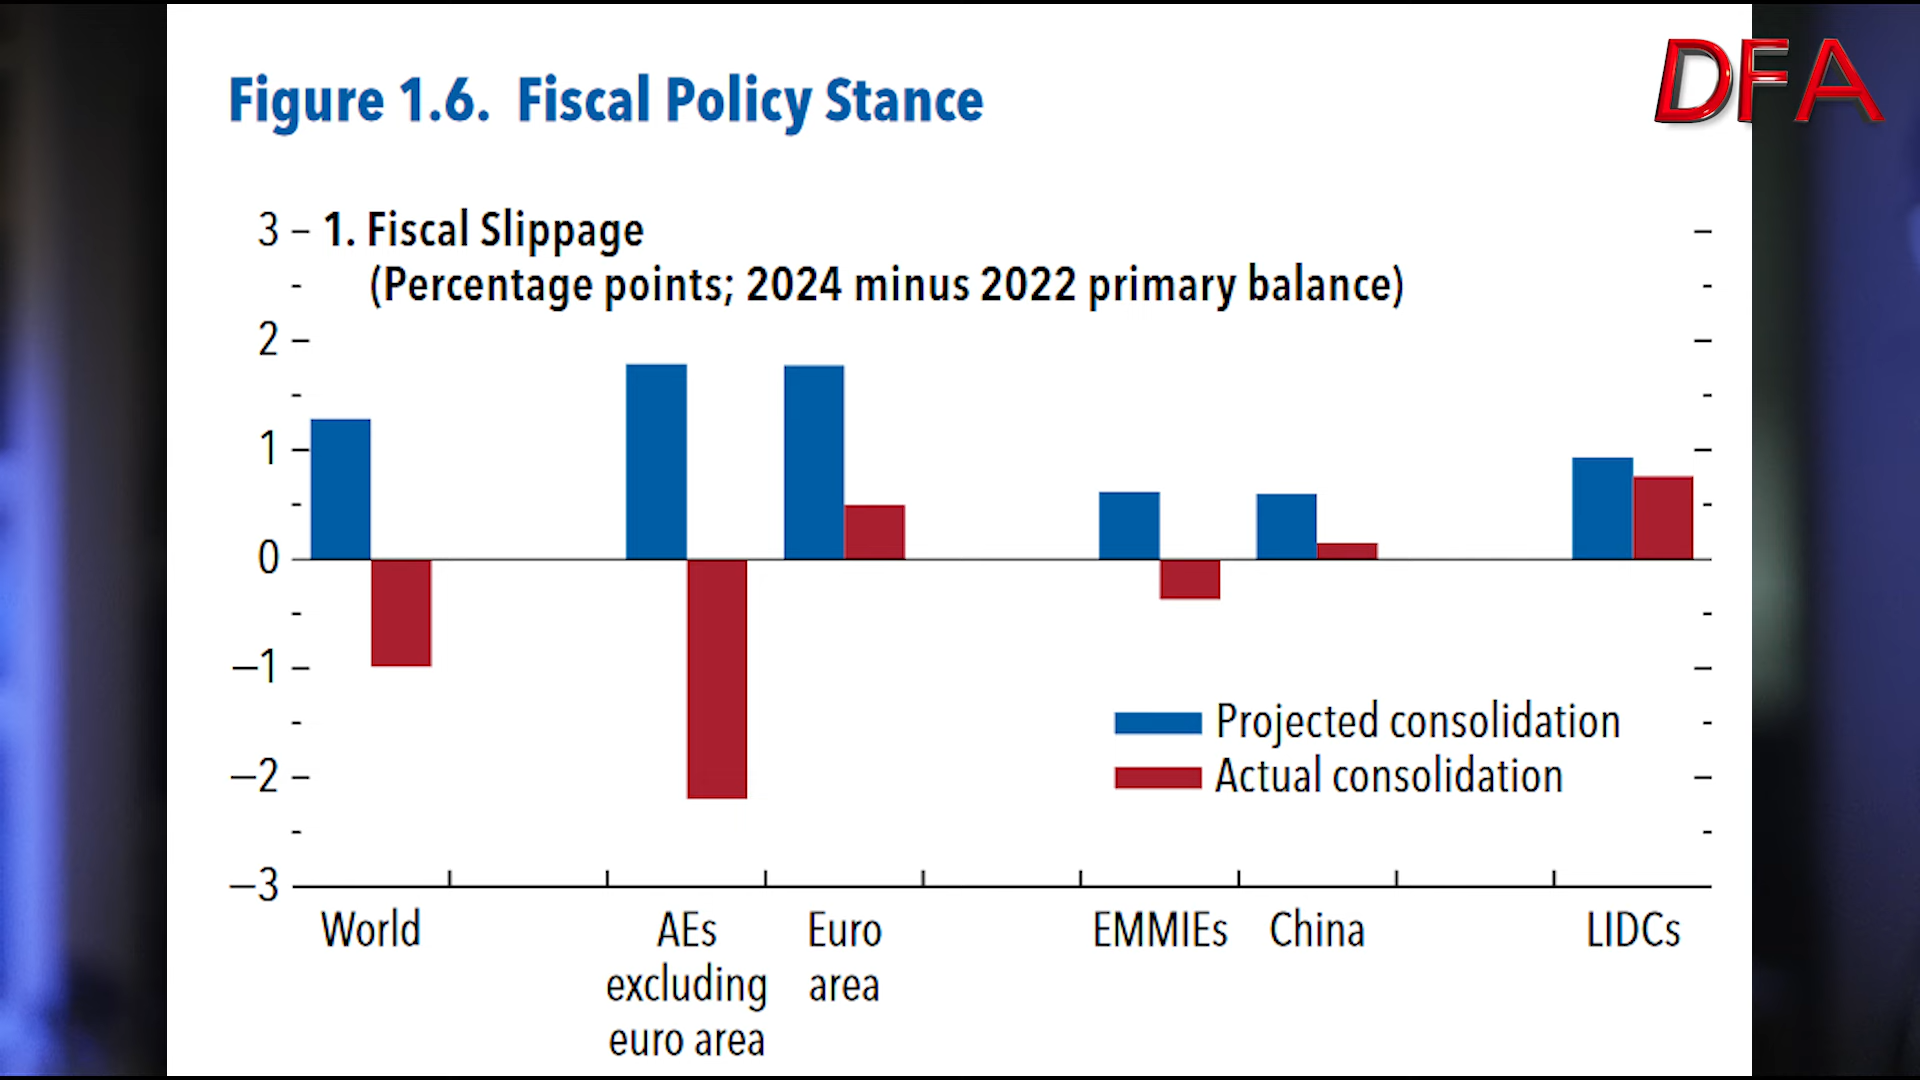 DFA
Figure 1.6. Fiscal Policy Stance
1. Fiscal Slippage
(Percentage points; 2024 minus 2022 primary balance)
3
2
1
0
–1
–2
–3
Projected consolidation
Actual consolidation
World
AEs
excluding
euro area
Euro
area
EMMIEs
China
LIDCs